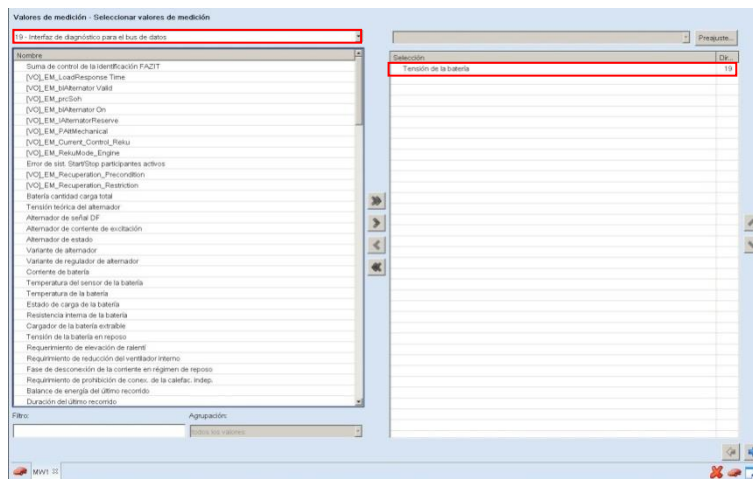 Valores de medición - Seleccionar valores de medición
19 - Interfaz de diagnóstico para el bus de datos
Preajuste...
Nombre
Suma de control de la identificación FAZIT
[VO]_EM_LoadResponse Time
[VO]_EM_blAlternator Valid
[VO]_EM_prcSoh
[VO]_EM_blAlternator On
[VO]_EM_IAlternatorReserve
[VO]_EM_PAltMechanical
[VO]_EM_Current_Control_Reku
[VO]_EM_RekuMode_Engine
Error de sist. Start/Stop participantes activos
[VO]_EM_Recuperation_Precondition
[VO]_EM_Recuperation_Restriction
Batería cantidad carga total
Tensión teórica del alternador
Alternador de señal DF
Alternador de corriente de excitación
Alternador de estado
Variante de alternador
Variante de regulador de alternador
Corriente de batería
Temperatura del sensor de la batería
Temperatura de la batería
Estado de carga de la batería
Resistencia interna de la batería
Cargador de la batería extraíble
Tensión de la batería en reposo
Requerimiento de elevación de ralentí
Requirimiento de reducción del ventilador interno
Fase de desconexión de la corriente en régimen de reposo
Requirimiento de prohibición de conex. de la calefac. indep.
Balance de energía del último recorrido
Duración del último recorrido
Selección Dir...
Tensión de la batería 19
Filtro: Agrupación:
todos los valores
MW1